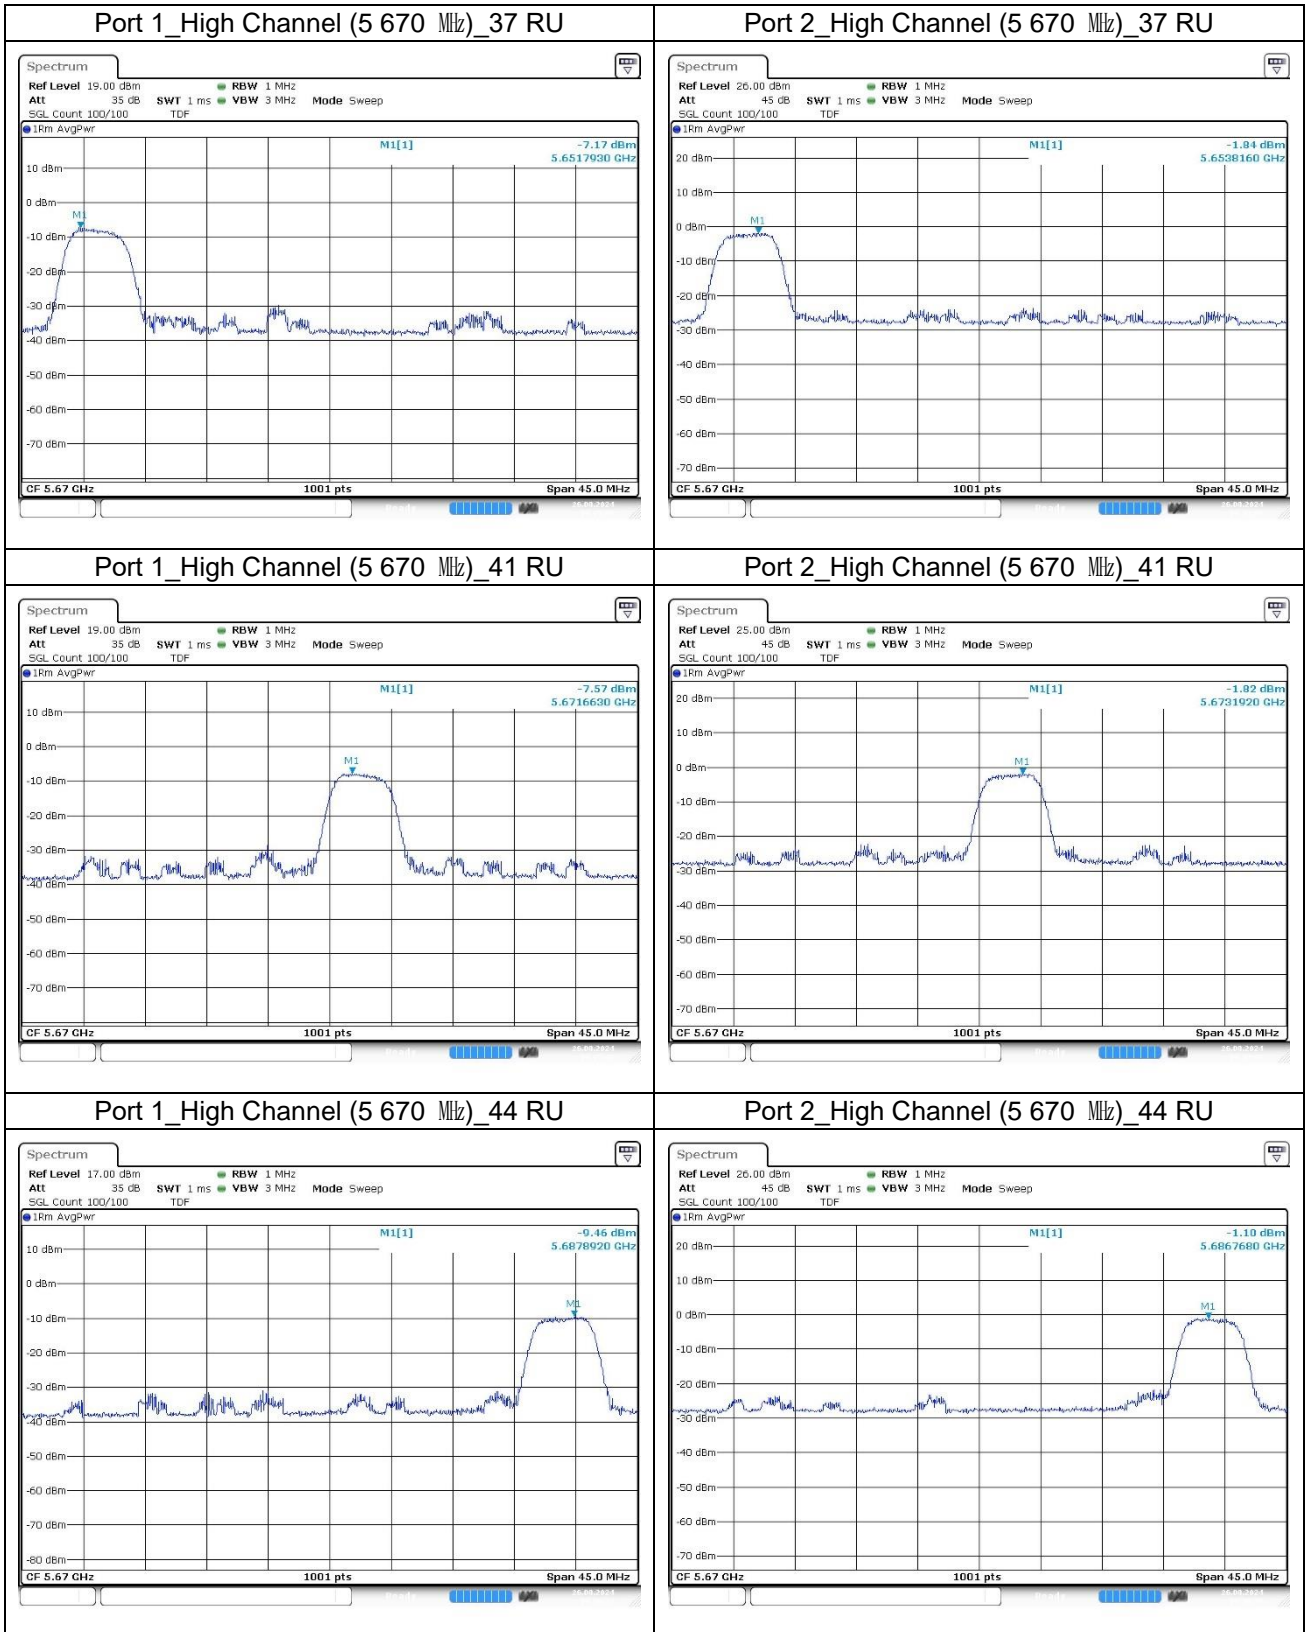 Port 1_High Channel (5 670 ㎒)_37 RU
Spectrum
Ref Level 19.00 dBm RBW 1 MHz
Att 35 dB SWT 1 ms VBW 3 MHz Mode Sweep
SGL Count 100/100 TDF
1Rm AvgPwr
M1[1] -7.17 dBm
5.6517930 GHz
10 dBm
0 dBm
M1
-10 dBm
-20 dBm
-30 dBm
-40 dBm
-50 dBm
-60 dBm
-70 dBm
CF 5.67 GHz 1001 pts Span 45.0 MHz
Port 2_High Channel (5 670 ㎒)_37 RU
Spectrum
Ref Level 26.00 dBm RBW 1 MHz
Att 45 dB SWT 1 ms VBW 3 MHz Mode Sweep
SGL Count 100/100 TDF
1Rm AvgPwr
M1[1] -1.84 dBm
5.6538160 GHz
20 dBm
10 dBm
0 dBm
M1
-10 dBm
-20 dBm
-30 dBm
-40 dBm
-50 dBm
-60 dBm
-70 dBm
CF 5.67 GHz 1001 pts Span 45.0 MHz
Port 1_High Channel (5 670 ㎒)_41 RU
Spectrum
Ref Level 19.00 dBm RBW 1 MHz
Att 35 dB SWT 1 ms VBW 3 MHz Mode Sweep
SGL Count 100/100 TDF
1Rm AvgPwr
M1[1] -7.57 dBm
5.6716630 GHz
10 dBm
0 dBm
M1
-10 dBm
-20 dBm
-30 dBm
-40 dBm
-50 dBm
-60 dBm
-70 dBm
CF 5.67 GHz 1001 pts Span 45.0 MHz
Port 2_High Channel (5 670 ㎒)_41 RU
Spectrum
Ref Level 25.00 dBm RBW 1 MHz
Att 45 dB SWT 1 ms VBW 3 MHz Mode Sweep
SGL Count 100/100 TDF
1Rm AvgPwr
M1[1] -1.82 dBm
5.6731920 GHz
20 dBm
10 dBm
0 dBm
M1
-10 dBm
-20 dBm
-30 dBm
-40 dBm
-50 dBm
-60 dBm
-70 dBm
CF 5.67 GHz 1001 pts Span 45.0 MHz
Port 1_High Channel (5 670 ㎒)_44 RU
Spectrum
Ref Level 17.00 dBm RBW 1 MHz
Att 35 dB SWT 1 ms VBW 3 MHz Mode Sweep
SGL Count 100/100 TDF
1Rm AvgPwr
M1[1] -9.46 dBm
5.6878920 GHz
10 dBm
0 dBm
M1
-10 dBm
-20 dBm
-30 dBm
-40 dBm
-50 dBm
-60 dBm
-70 dBm
-80 dBm
CF 5.67 GHz 1001 pts Span 45.0 MHz
Port 2_High Channel (5 670 ㎒)_44 RU
Spectrum
Ref Level 26.00 dBm RBW 1 MHz
Att 45 dB SWT 1 ms VBW 3 MHz Mode Sweep
SGL Count 100/100 TDF
1Rm AvgPwr
M1[1] -1.10 dBm
5.6867680 GHz
20 dBm
10 dBm
0 dBm
M1
-10 dBm
-20 dBm
-30 dBm
-40 dBm
-50 dBm
-60 dBm
-70 dBm
CF 5.67 GHz 1001 pts Span 45.0 MHz